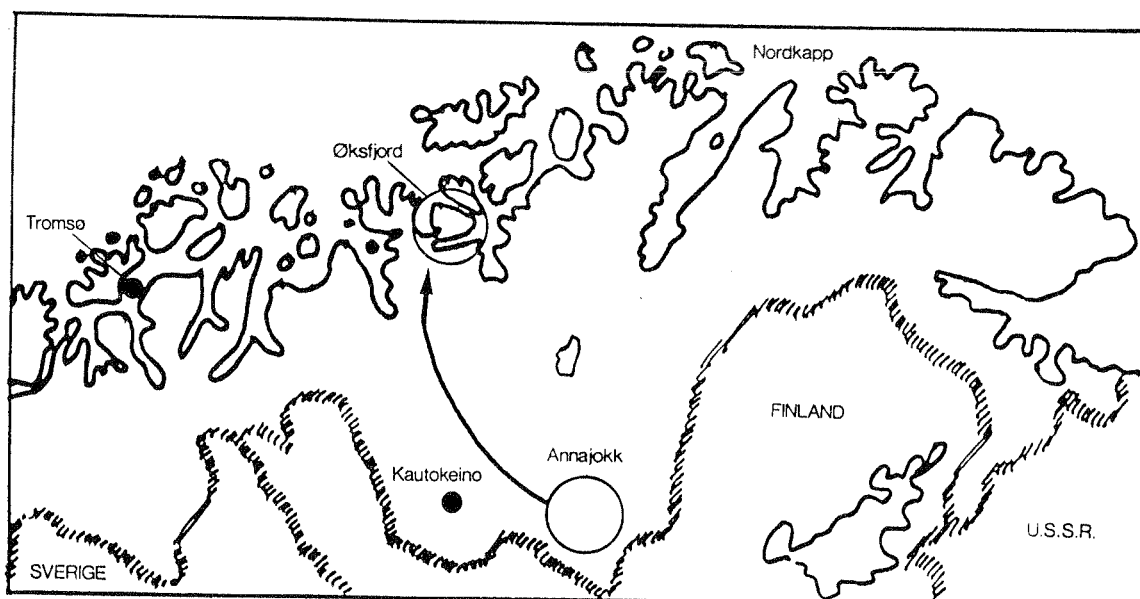 Nordkapp
Øksfjord
Tromsø
FINLAND
Annajokk
Kautokeino
U.S.S.R.
SVERIGE